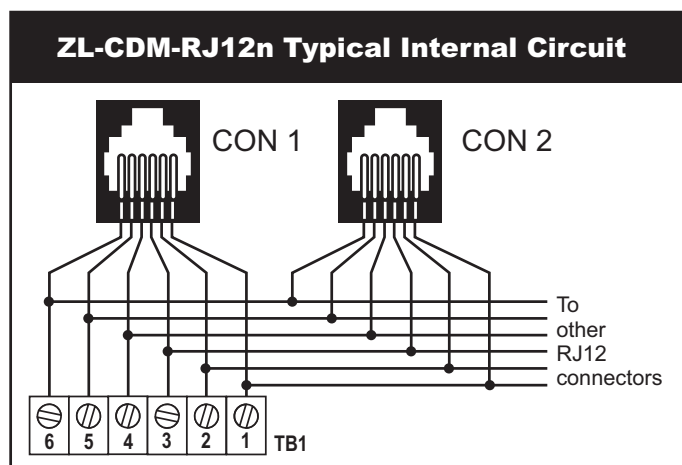 ZL-CDM-RJ12n Typical Internal Circuit
CON 1
CON 2
To
other
RJ12
connectors
6 5 4 3 2 1 TB1